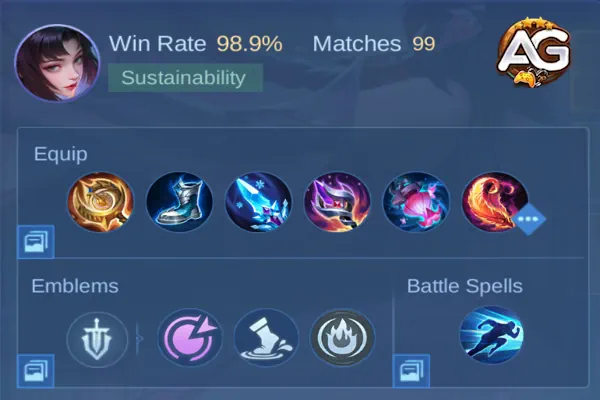 Win Rate 98.9% Matches 99
AG
Sustainability
Equip
Emblems
Battle Spells